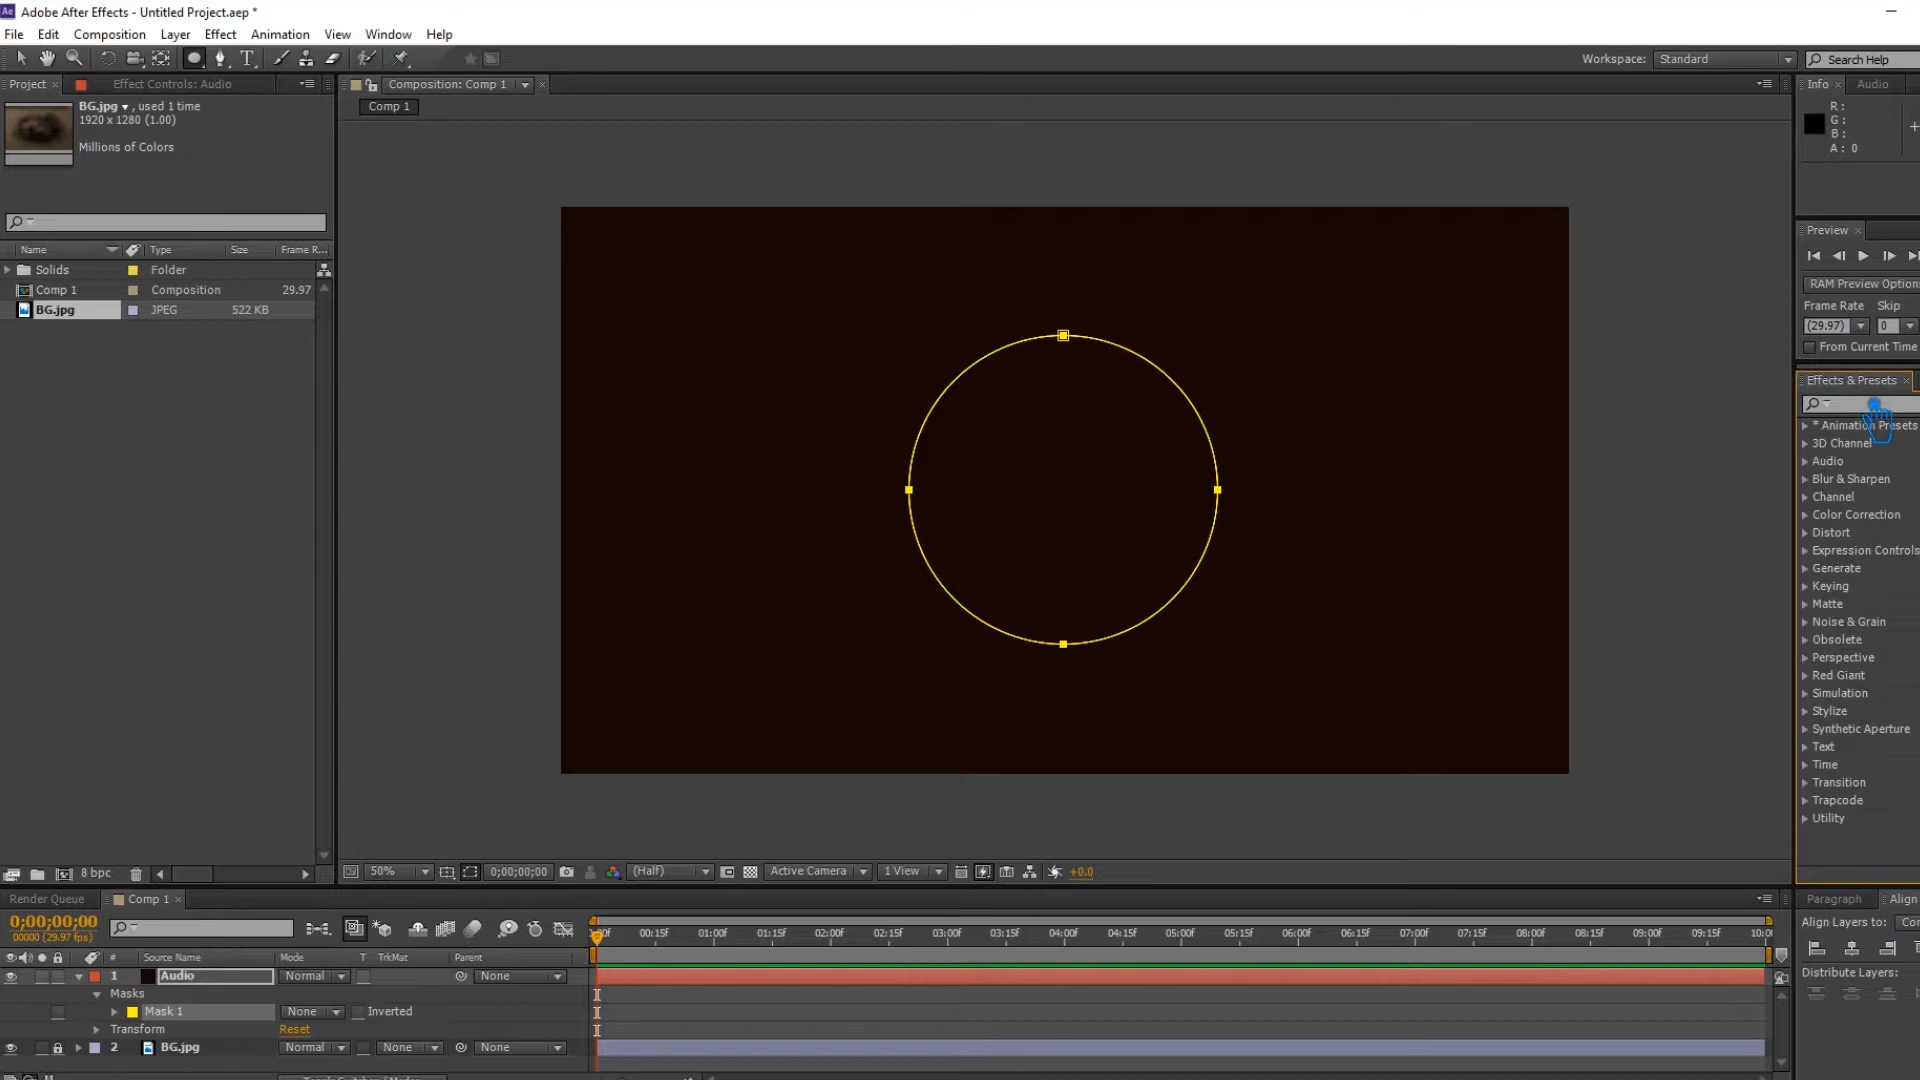 Ae Adobe After Effects - Untitled Project.aep *
File Edit Composition Layer Effect Animation View Window Help
T Workspace: Standard Search Help
Project × Effect Controls: Audio
BG.jpg ▾, used 1 time
1920 x 1280 (1.00)
Millions of Colors
Name Type Size Frame R...
Solids Folder
Comp 1 Composition 29.97
BG.jpg JPEG 522 KB
8 bpc
Composition: Comp 1 ×
Comp 1
50% 0;00;00;00 (Half) Active Camera 1 View +0.0
Info × Audio
R :
G :
B :
A : 0
Preview ×
RAM Preview Options
Frame Rate Skip
(29.97) 0
From Current Time
Effects & Presets ×
* Animation Presets
3D Channel
Audio
Blur & Sharpen
Channel
Color Correction
Distort
Expression Controls
Generate
Keying
Matte
Noise & Grain
Obsolete
Perspective
Red Giant
Simulation
Stylize
Synthetic Aperture
Text
Time
Transition
Trapcode
Utility
Render Queue Comp 1 ×
0;00;00;00
00000 (29.97 fps)
00f 00:15f 01:00f 01:15f 02:00f 02:15f 03:00f 03:15f 04:00f 04:15f 05:00f 05:15f 06:00f 06:15f 07:00f 07:15f 08:00f 08:15f 09:00f 09:15f 10:0
# Source Name Mode T TrkMat Parent
1 Audio Normal None
Masks
Mask 1 None Inverted
Transform Reset
2 BG.jpg Normal None None
Paragraph Align
Align Layers to:
Distribute Layers: